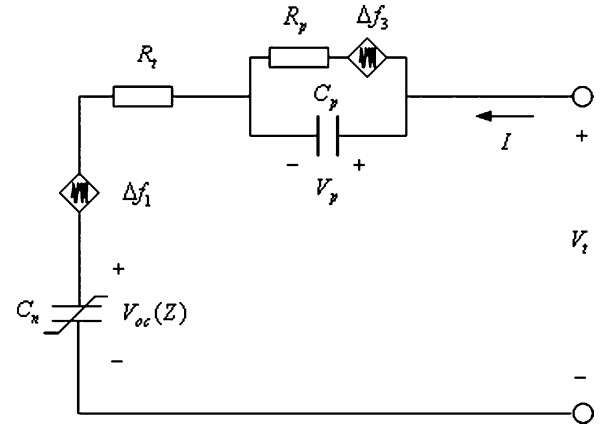 R_p
Δf_3
R_t
C_p
I
+
- +
V_p
Δf_1
V_t
+
C_n
V_oc(Z)
-
-